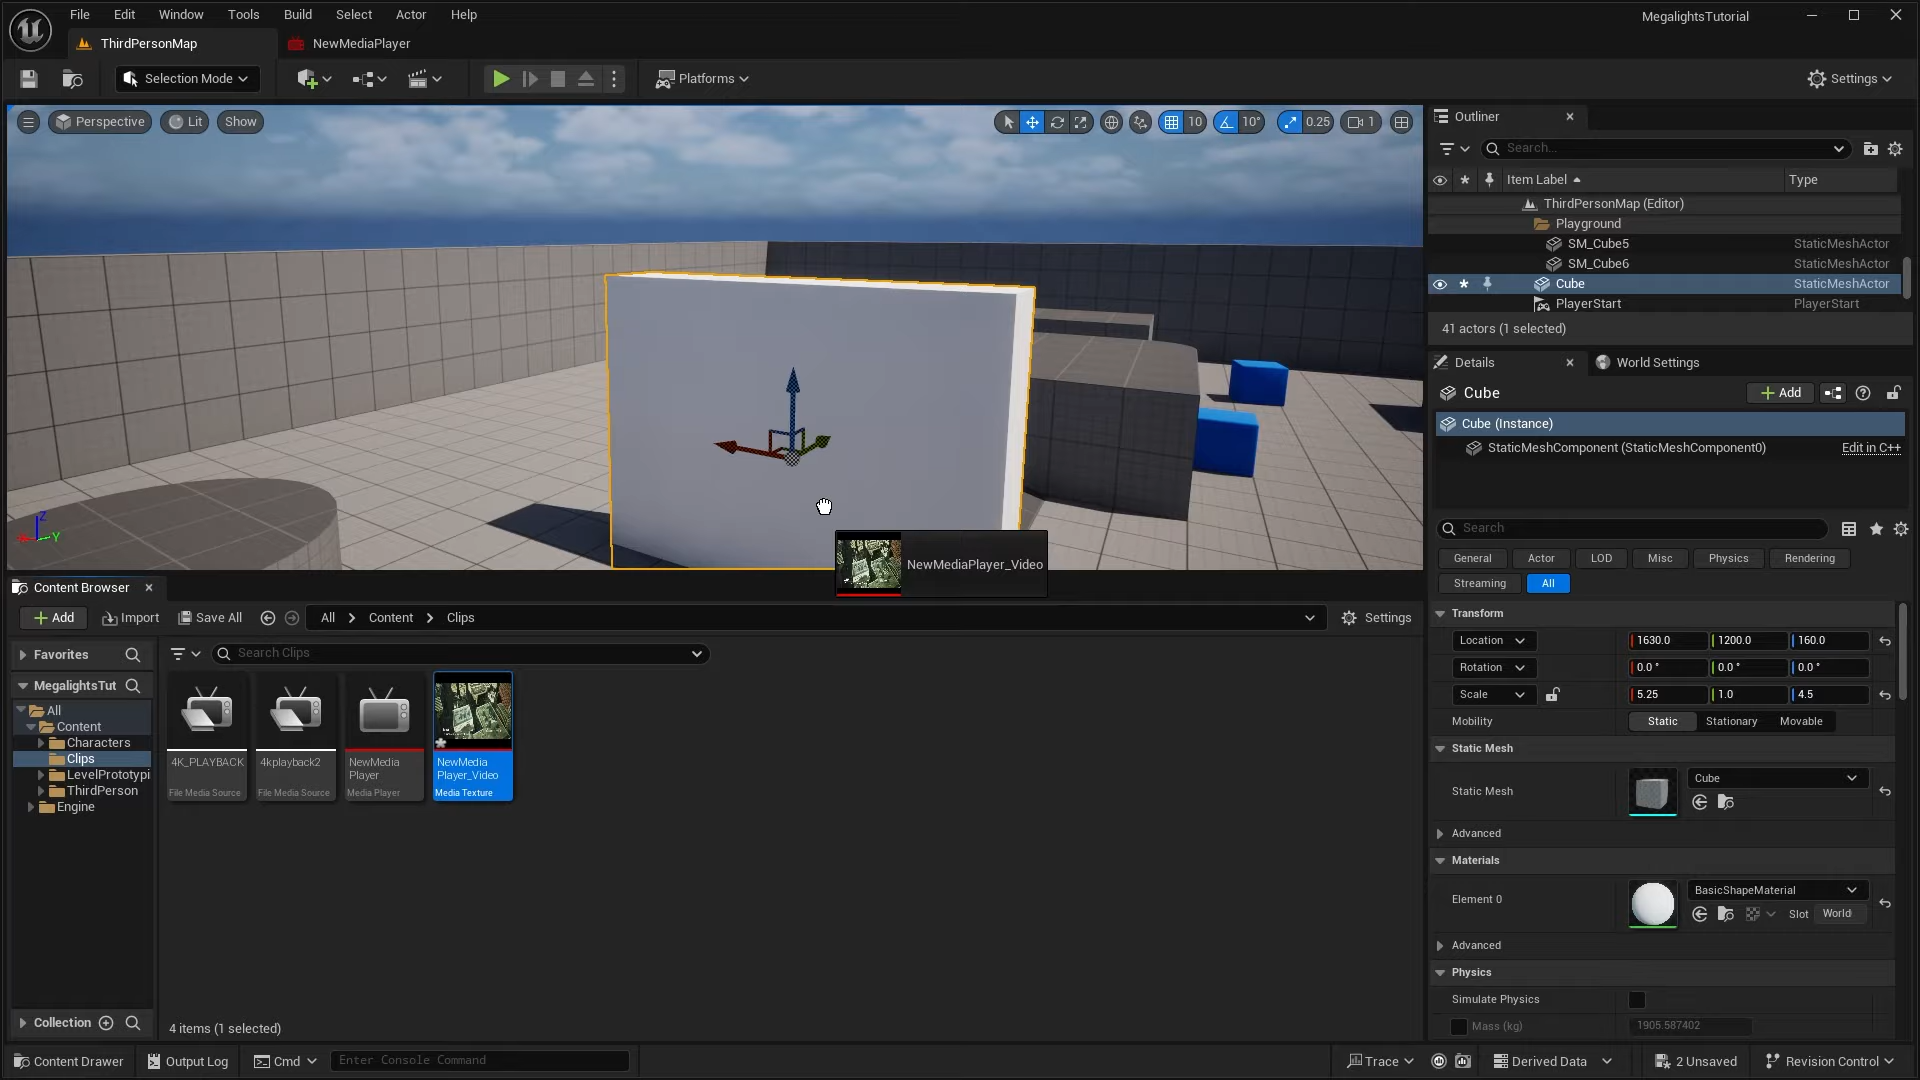 File Edit Window Tools Build Select Actor Help
MegalightsTutorial
ThirdPersonMap
NewMediaPlayer
Selection Mode
Platforms
Settings
Perspective
Lit
Show
10
10°
0.25
1
Outliner
Search...
Item Label
Type
ThirdPersonMap (Editor)
Playground
SM_Cube5 StaticMeshActor
SM_Cube6 StaticMeshActor
Cube StaticMeshActor
PlayerStart PlayerStart
41 actors (1 selected)
Details
World Settings
Cube
Add
Cube (Instance)
StaticMeshComponent (StaticMeshComponent0) Edit in C++
Search
General Actor LOD Misc Physics Rendering
Streaming All
Transform
Location 1630.0 1200.0 160.0
Rotation 0.0 ° 0.0 ° 0.0 °
Scale 5.25 1.0 4.5
Mobility Static Stationary Movable
Static Mesh
Static Mesh Cube
Advanced
Materials
Element 0 BasicShapeMaterial
Slot World
Advanced
Physics
Simulate Physics
Mass (kg) 1905.587402
Z
Y
NewMediaPlayer_Video
Content Browser
Add Import Save All All Content Clips Settings
Favorites
MegalightsTut
All
Content
Characters
Clips
LevelPrototypi
ThirdPerson
Engine
Collection
Search Clips
4K_PLAYBACK
File Media Source
4kplayback2
File Media Source
NewMedia
Player
Media Player
NewMedia
Player_Video
Media Texture
4 items (1 selected)
Content Drawer Output Log Cmd Enter Console Command
Trace Derived Data 2 Unsaved Revision Control